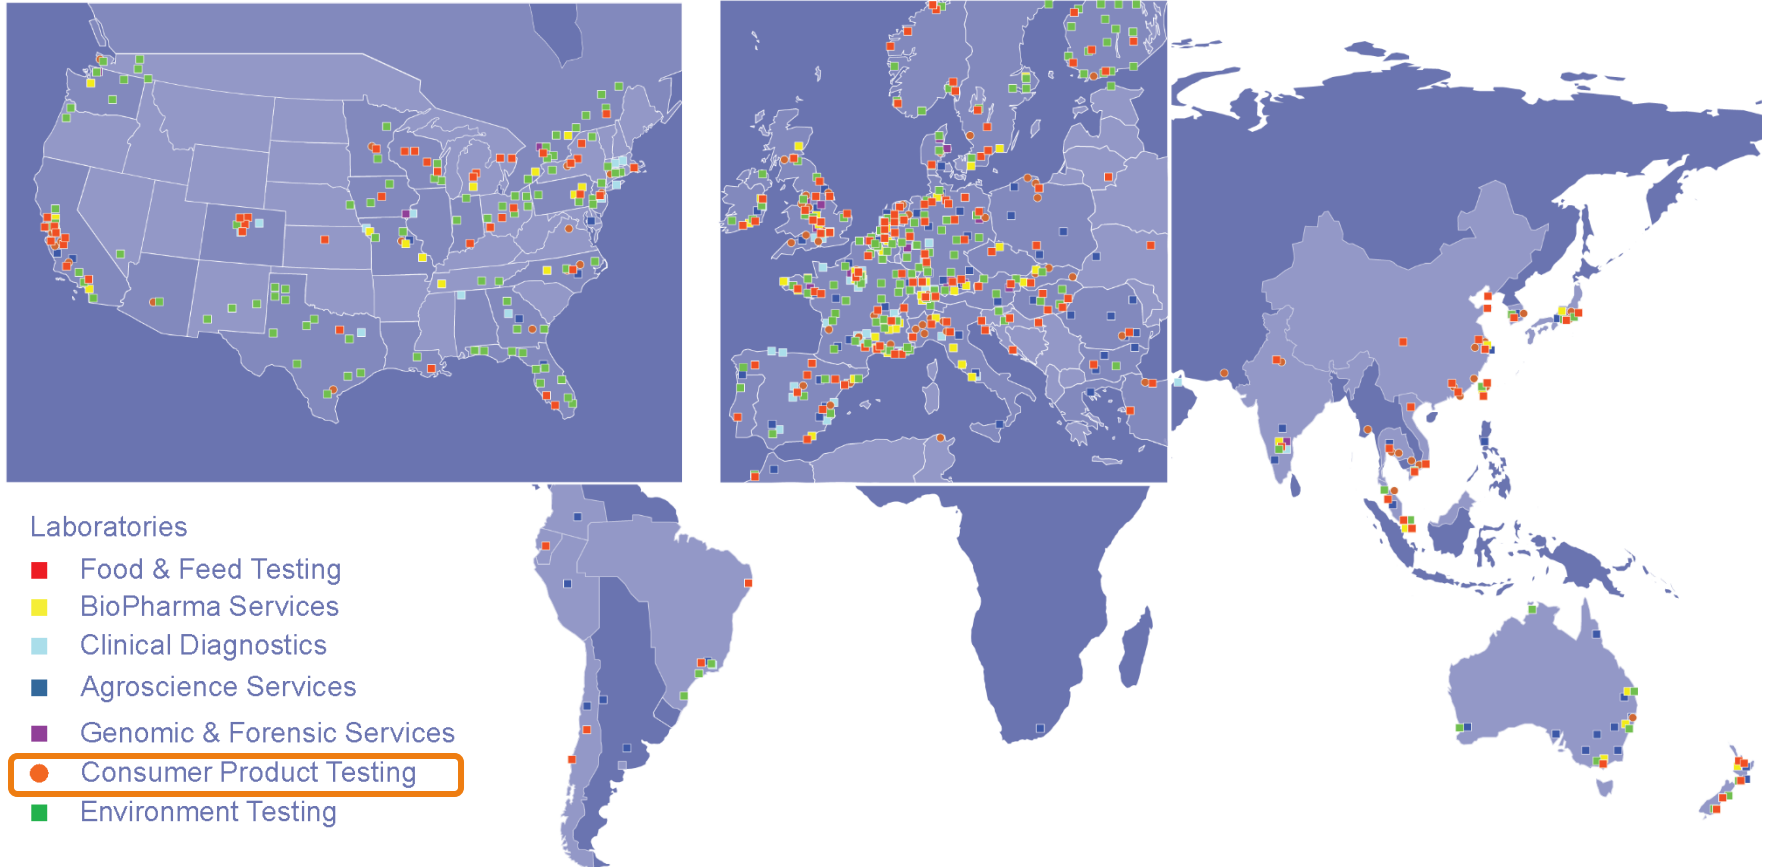 Laboratories
Food & Feed Testing
BioPharma Services
Clinical Diagnostics
Agroscience Services
Genomic & Forensic Services
Consumer Product Testing
Environment Testing